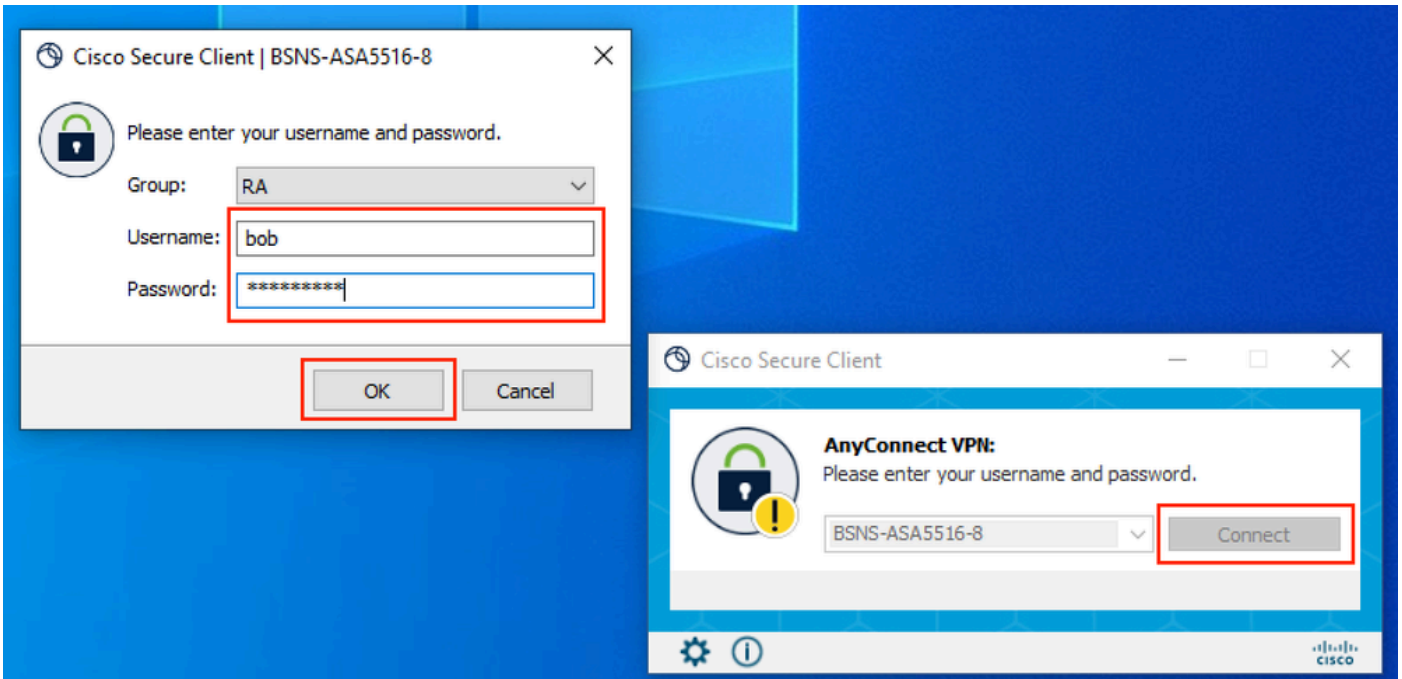 Cisco Secure Client | BSNS-ASA5516-8
Please enter your username and password.
Group: RA
Username: bob
Password: *********
OK Cancel
Cisco Secure Client
AnyConnect VPN:
Please enter your username and password.
BSNS-ASA5516-8 Connect
CISCO